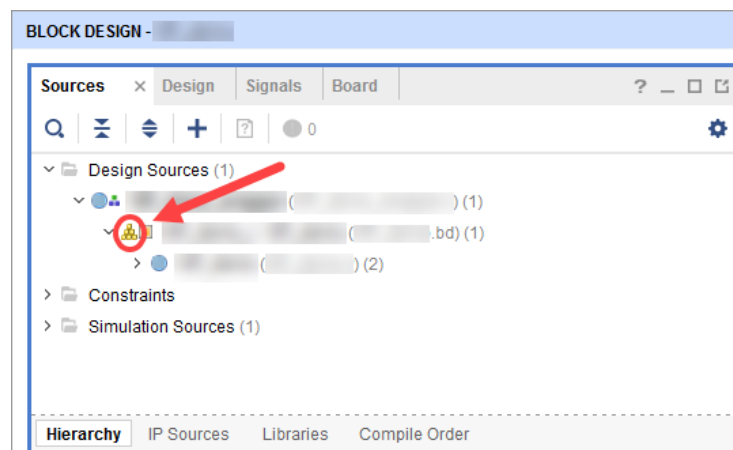 BLOCK DESIGN -
Sources × Design Signals Board ? _
? 0
Design Sources (1)
( ) (1)
( .bd) (1)
( ) (2)
Constraints
Simulation Sources (1)
Hierarchy IP Sources Libraries Compile Order